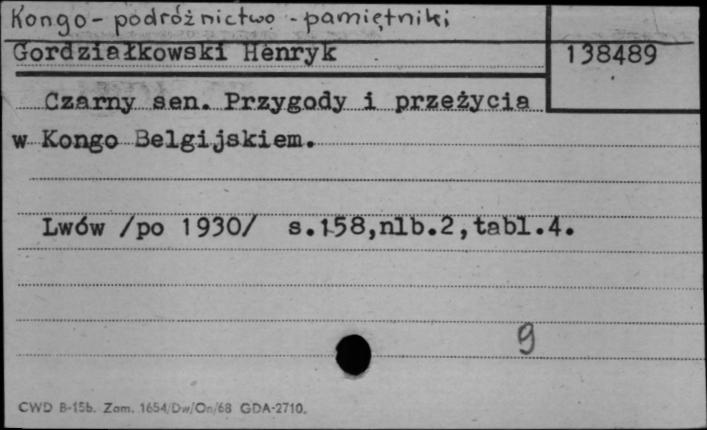 Kongo - podróżnictwo - pamiętniki
Gordziałkowski Henryk
138489
Czarny sen. Przygody i przeżycia
w Kongo Belgijskiem.
Lwów /po 1930/ s.158,nlb.2,tabl.4.
9
CWD B-15b. Zam. 1654/Dw/On/68 GDA-2710.